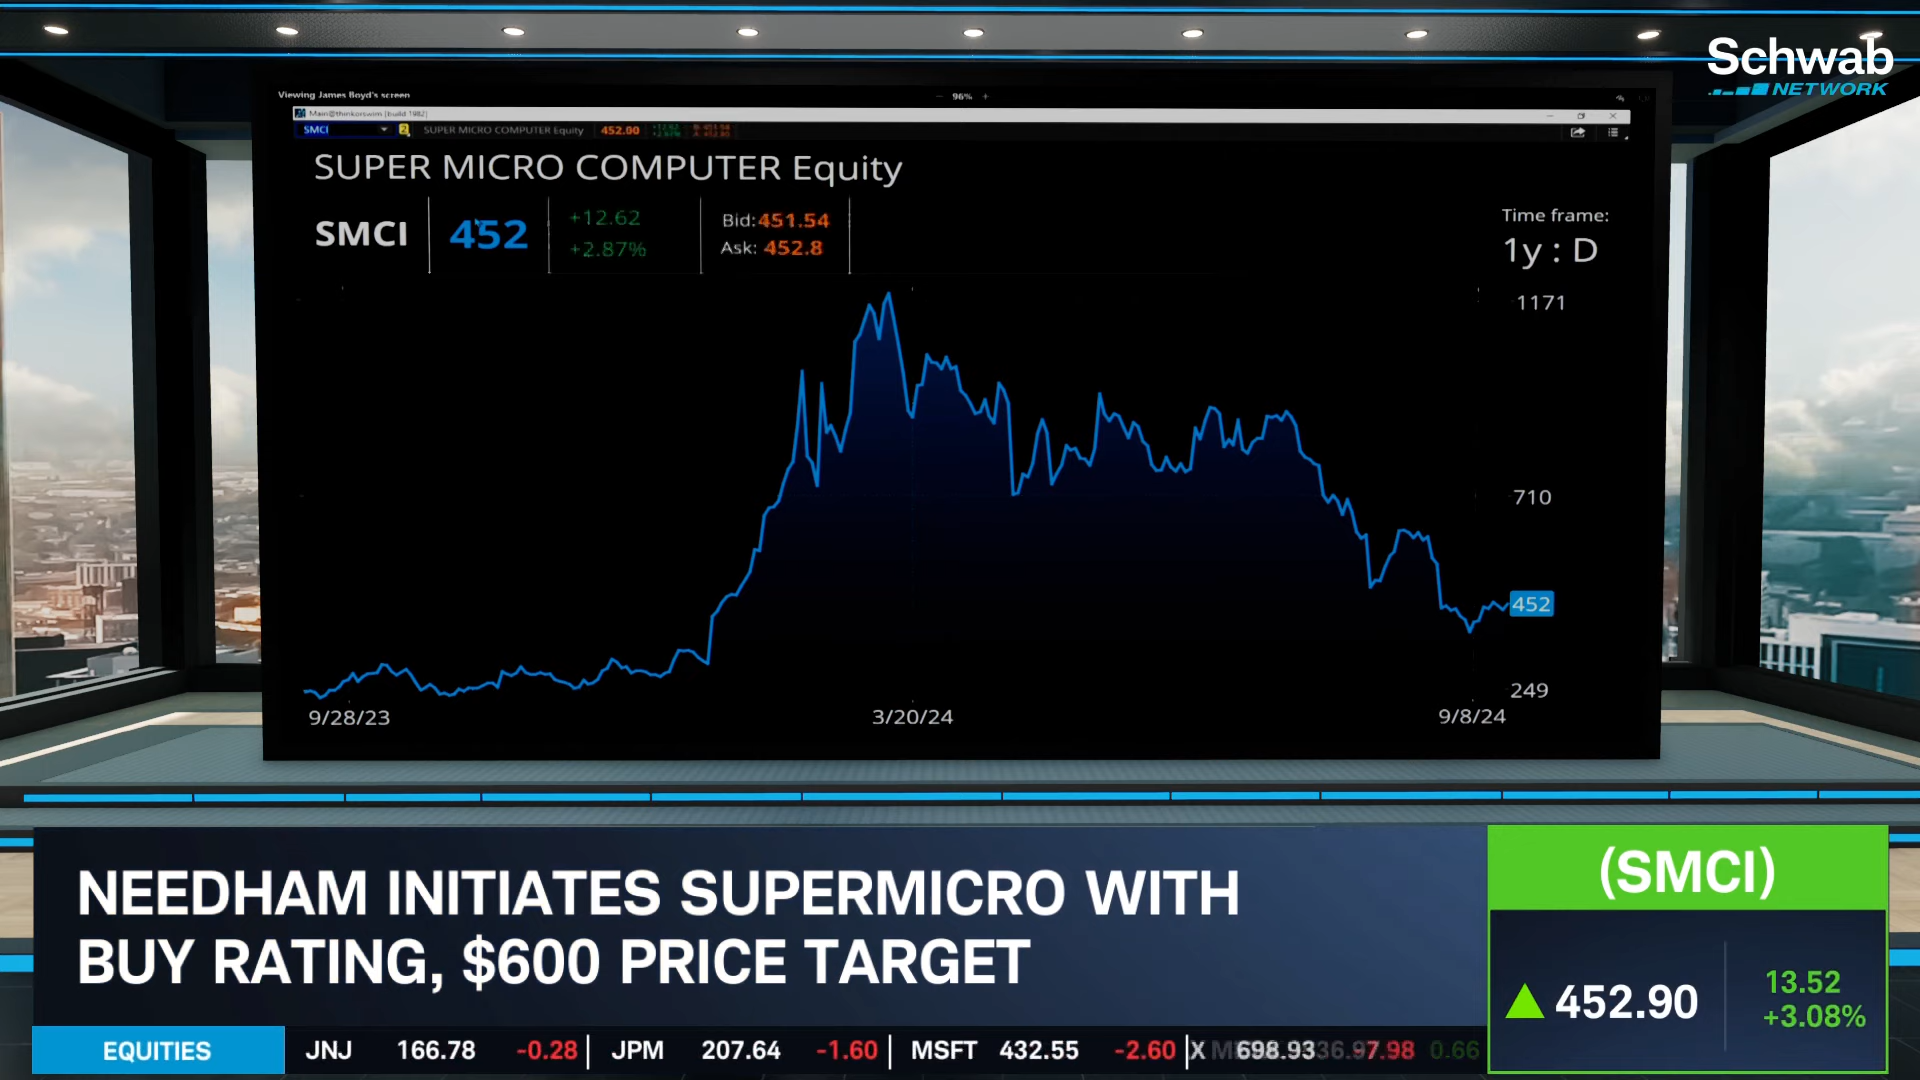 Schwab
NETWORK
Viewing James Boyd's screen
96% +
Main@thinkorswim [build 1982]
SMCI
SUPER MICRO COMPUTER Equity 452.00
SUPER MICRO COMPUTER Equity
SMCI 452
+12.62
+2.87%
Bid: 451.54
Ask: 452.8
Time frame:
1y : D
1171
710
452
249
9/28/23 3/20/24 9/8/24
NEEDHAM INITIATES SUPERMICRO WITH
BUY RATING, $600 PRICE TARGET
(SMCI)
452.90
13.52
+3.08%
EQUITIES JNJ 166.78 -0.28 JPM 207.64 -1.60 MSFT 432.55 -2.60